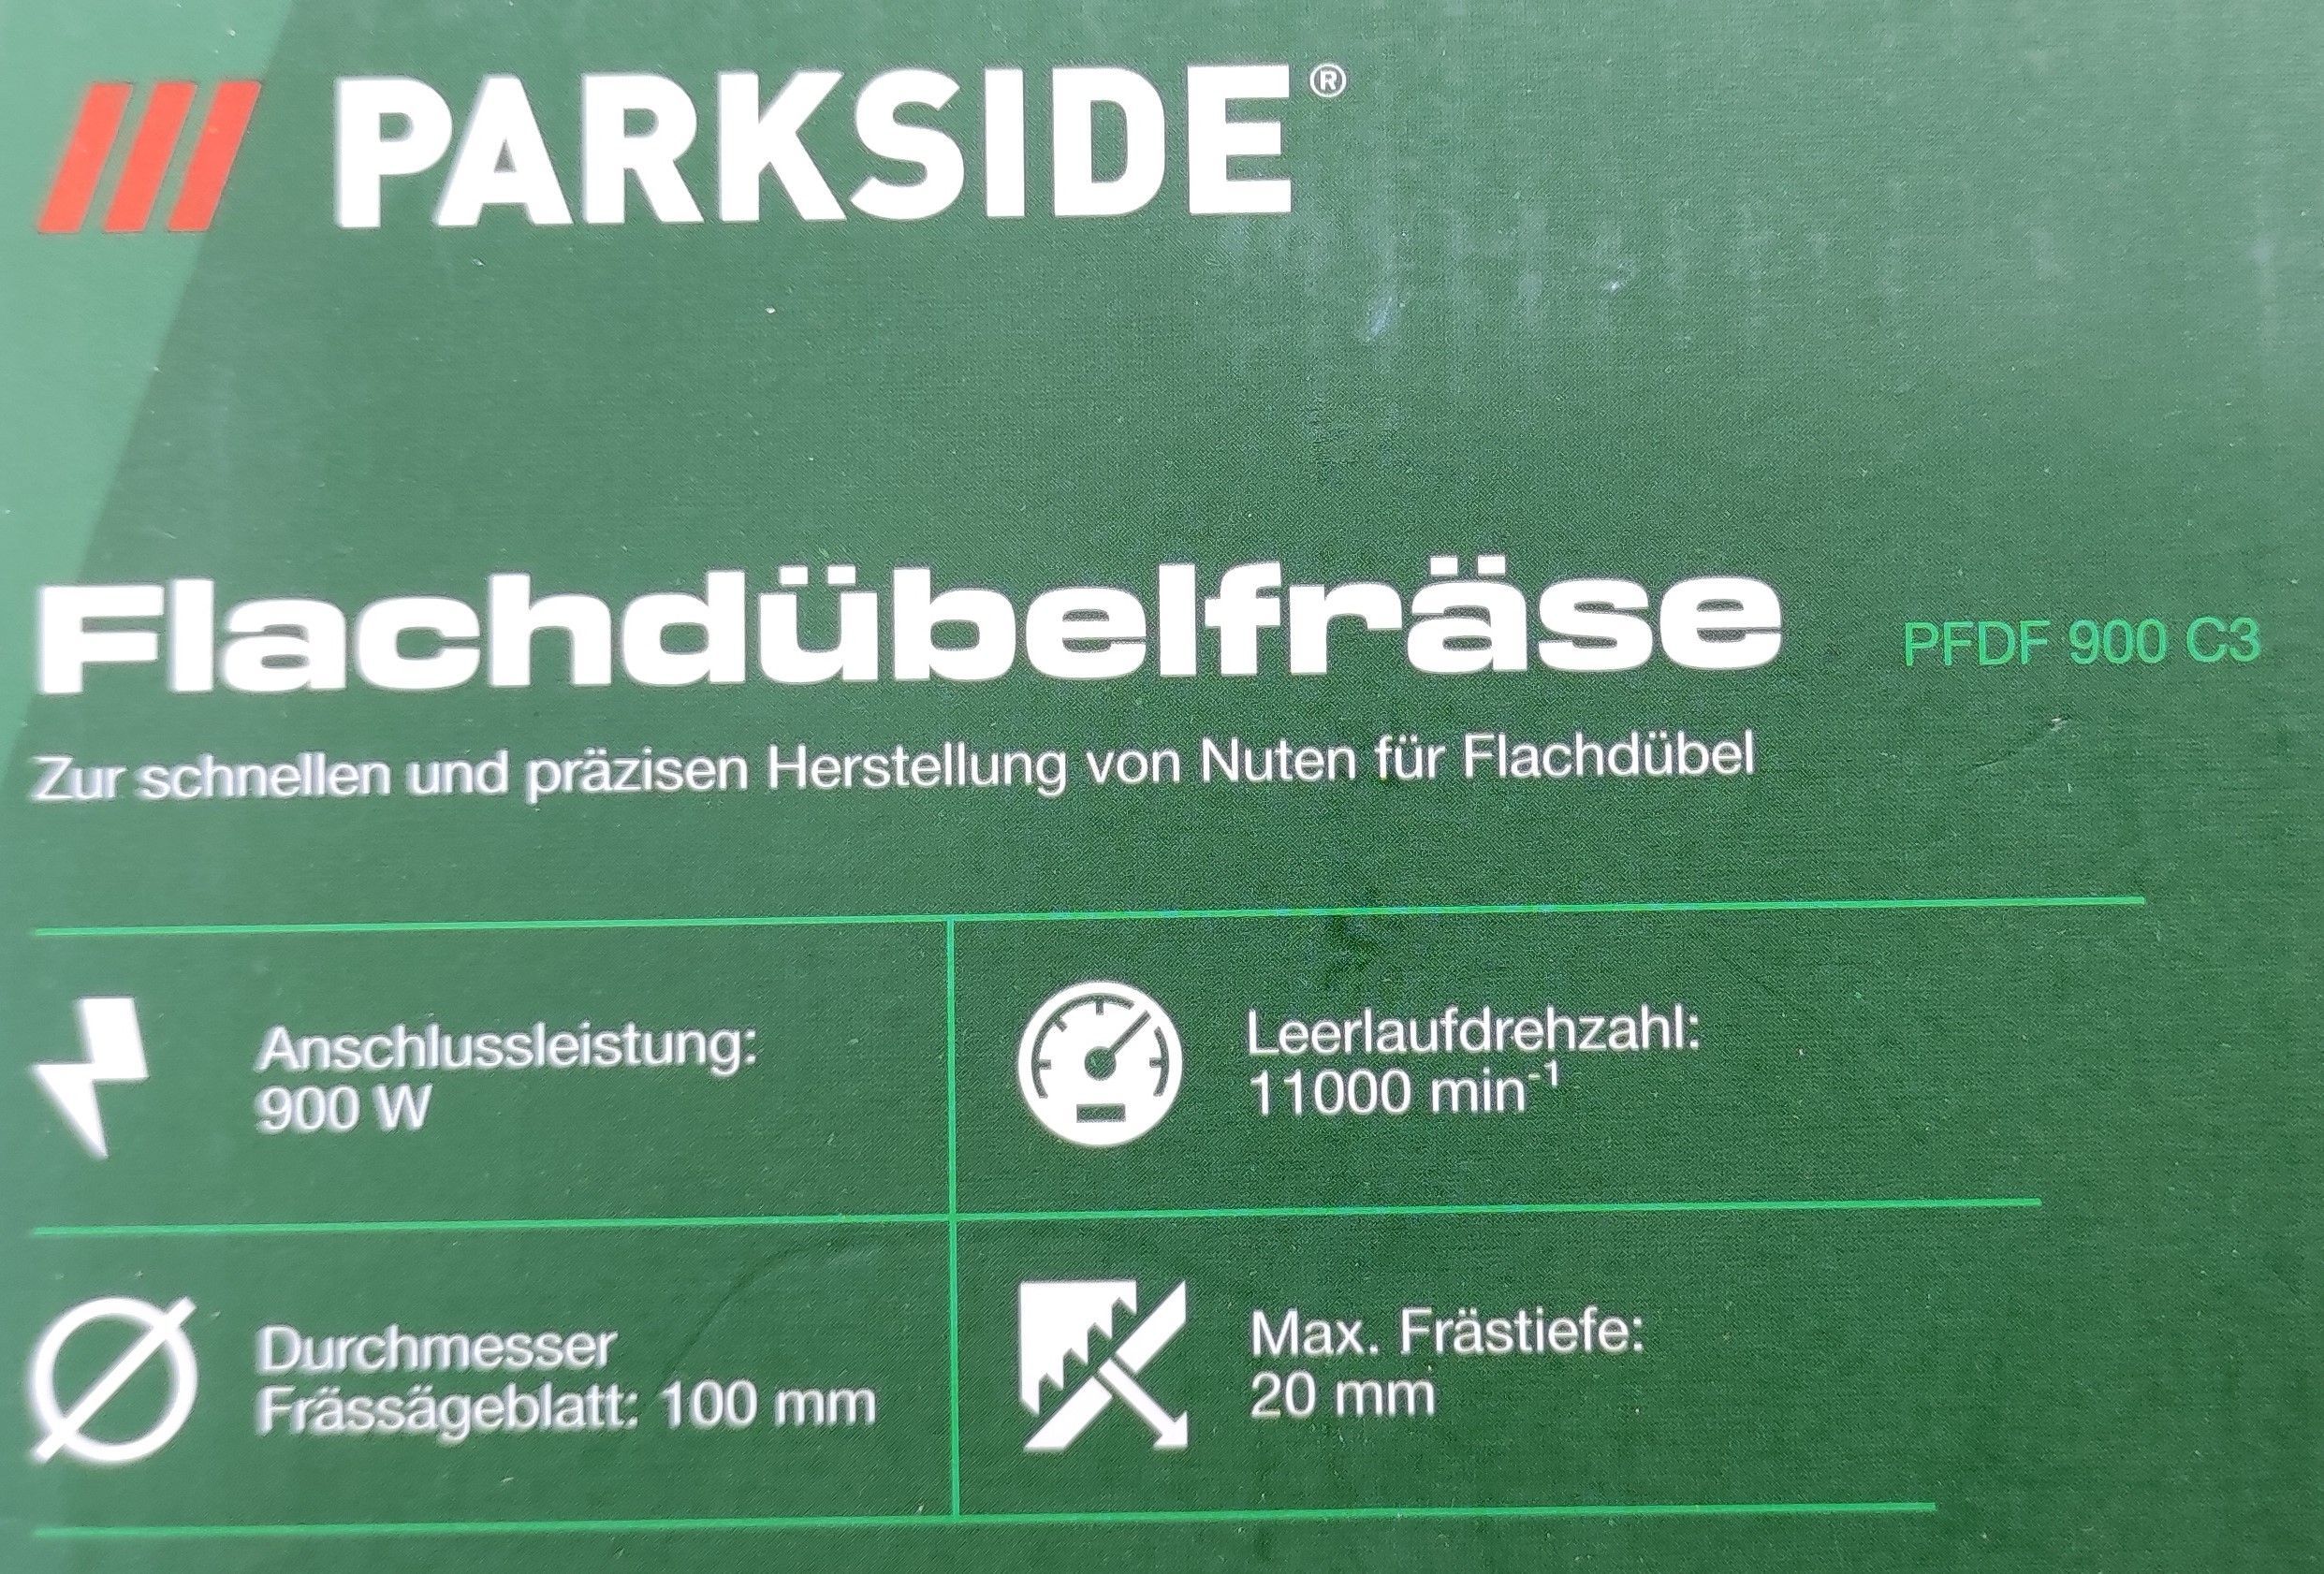 PARKSIDE®
Flachdübelfräse PFDF 900 C3
Zur schnellen und präzisen Herstellung von Nuten für Flachdübel
Anschlussleistung:
900 W
Leerlaufdrehzahl:
11000 min⁻¹
Durchmesser
Frässägeblatt: 100 mm
Max. Frästiefe:
20 mm